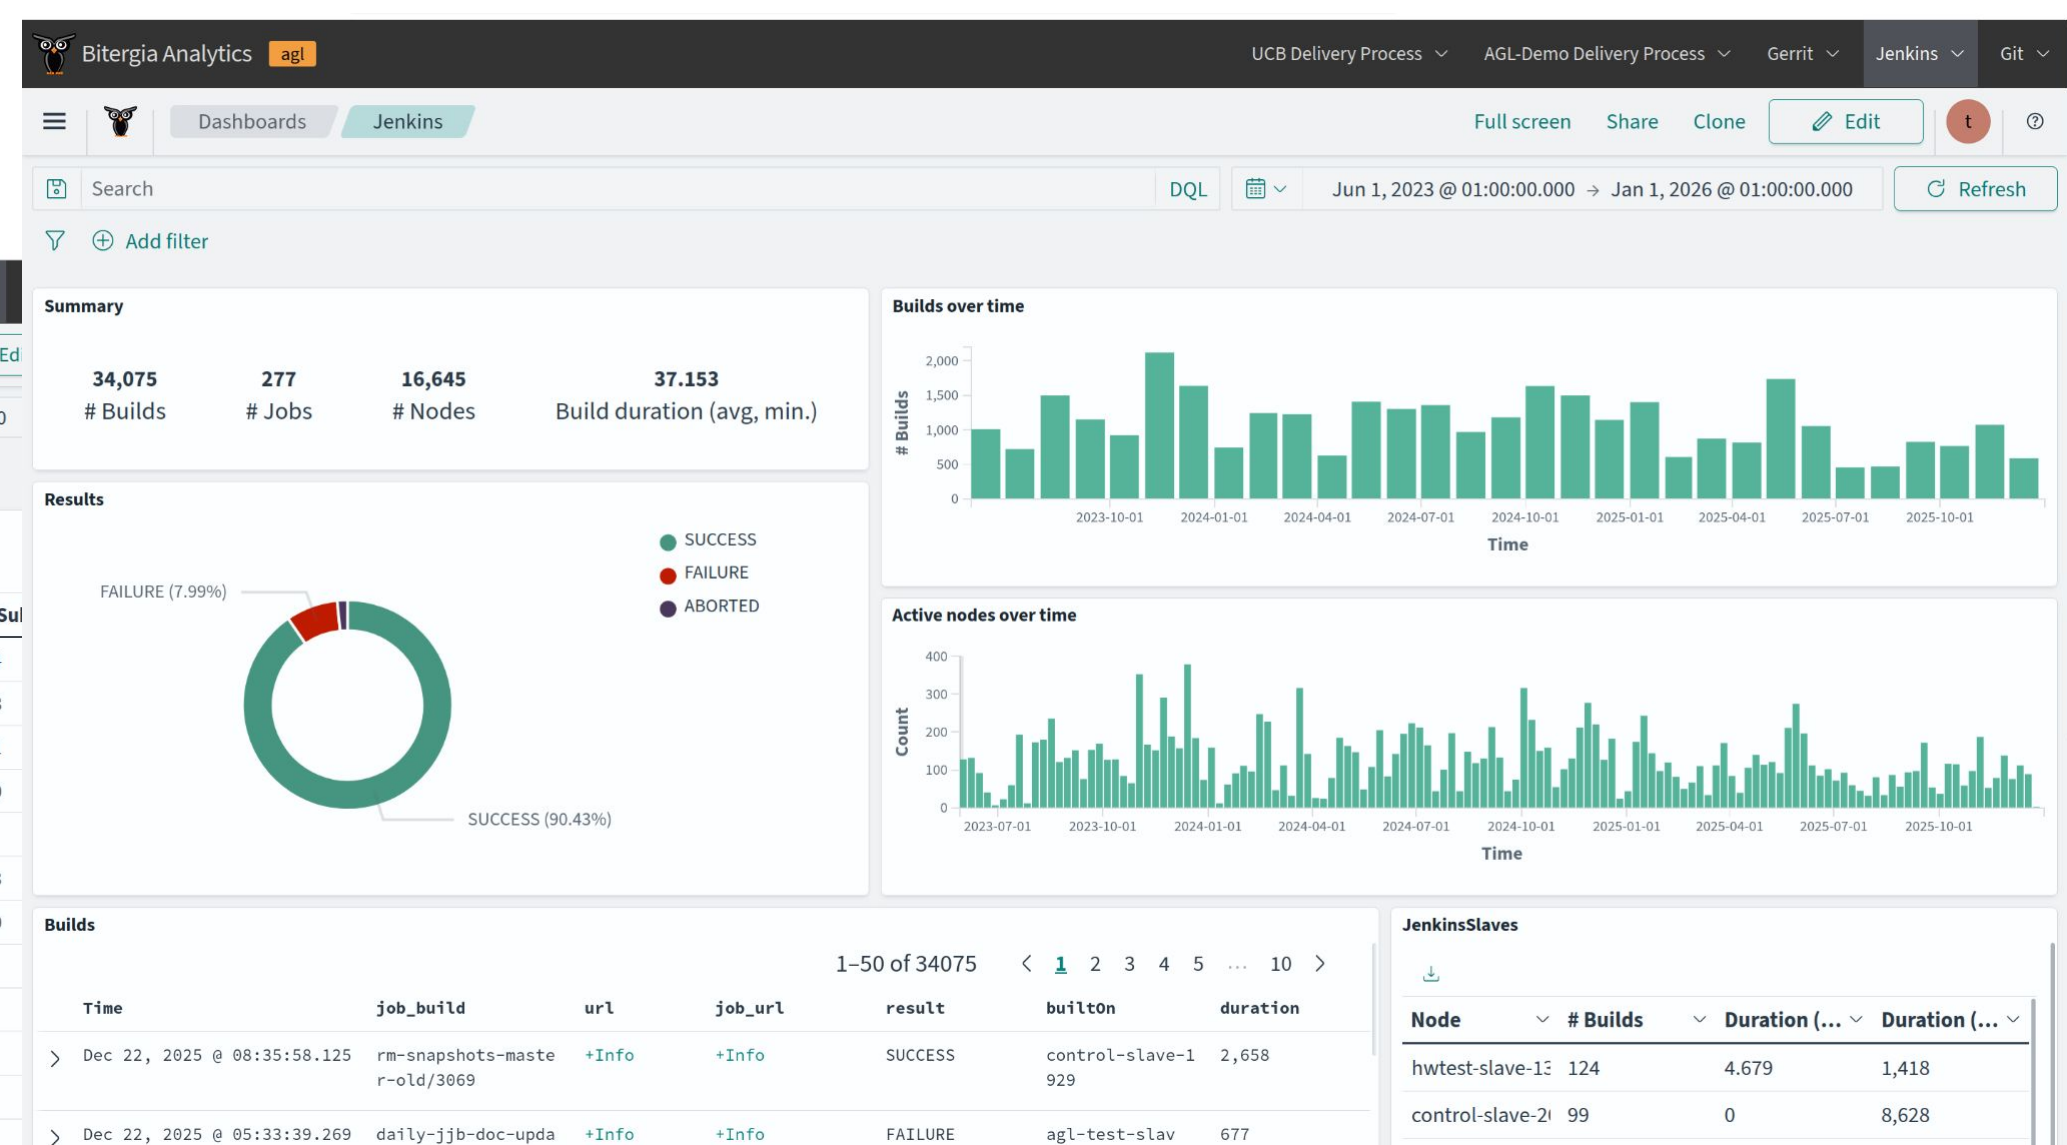 Bitergia Analytics agl UCB Delivery Process AGL-Demo Delivery Process Gerrit Jenkins Git
Dashboards Jenkins Full screen Share Clone Edit t
Search DQL Jun 1, 2023 @ 01:00:00.000 → Jan 1, 2026 @ 01:00:00.000 Refresh
Add filter
Summary
34,075 277 16,645 37.153
# Builds # Jobs # Nodes Build duration (avg, min.)
Builds over time
2,000
1,500
1,000
500
0
# Builds
2023-10-01 2024-01-01 2024-04-01 2024-07-01 2024-10-01 2025-01-01 2025-04-01 2025-07-01 2025-10-01
Time
Results
SUCCESS
FAILURE
ABORTED
FAILURE (7.99%)
SUCCESS (90.43%)
Active nodes over time
400
300
200
100
0
Count
2023-07-01 2023-10-01 2024-01-01 2024-04-01 2024-07-01 2024-10-01 2025-01-01 2025-04-01 2025-07-01 2025-10-01
Time
Builds
1–50 of 34075 < 1 2 3 4 5 ... 10 >
Time job_build url job_url result builtOn duration
Dec 22, 2025 @ 08:35:58.125 rm-snapshots-maste +Info +Info SUCCESS control-slave-1 2,658
r-old/3069 929
Dec 22, 2025 @ 05:33:39.269 daily-jjb-doc-upda +Info +Info FAILURE agl-test-slav 677
JenkinsSlaves
Node # Builds Duration (... Duration (...
hwtest-slave-13 124 4.679 1,418
control-slave-2 99 0 8,628